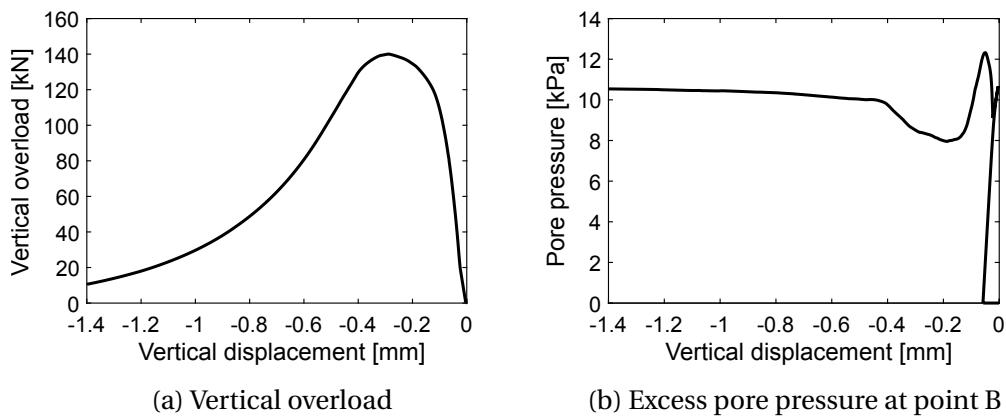 160
140
120
100
80
60
40
20
0
Vertical overload [kN]
-1.4 -1.2 -1 -0.8 -0.6 -0.4 -0.2 0
Vertical displacement [mm]
(a) Vertical overload
14
12
10
8
6
4
2
0
Pore pressure [kPa]
-1.4 -1.2 -1 -0.8 -0.6 -0.4 -0.2 0
Vertical displacement [mm]
(b) Excess pore pressure at point B